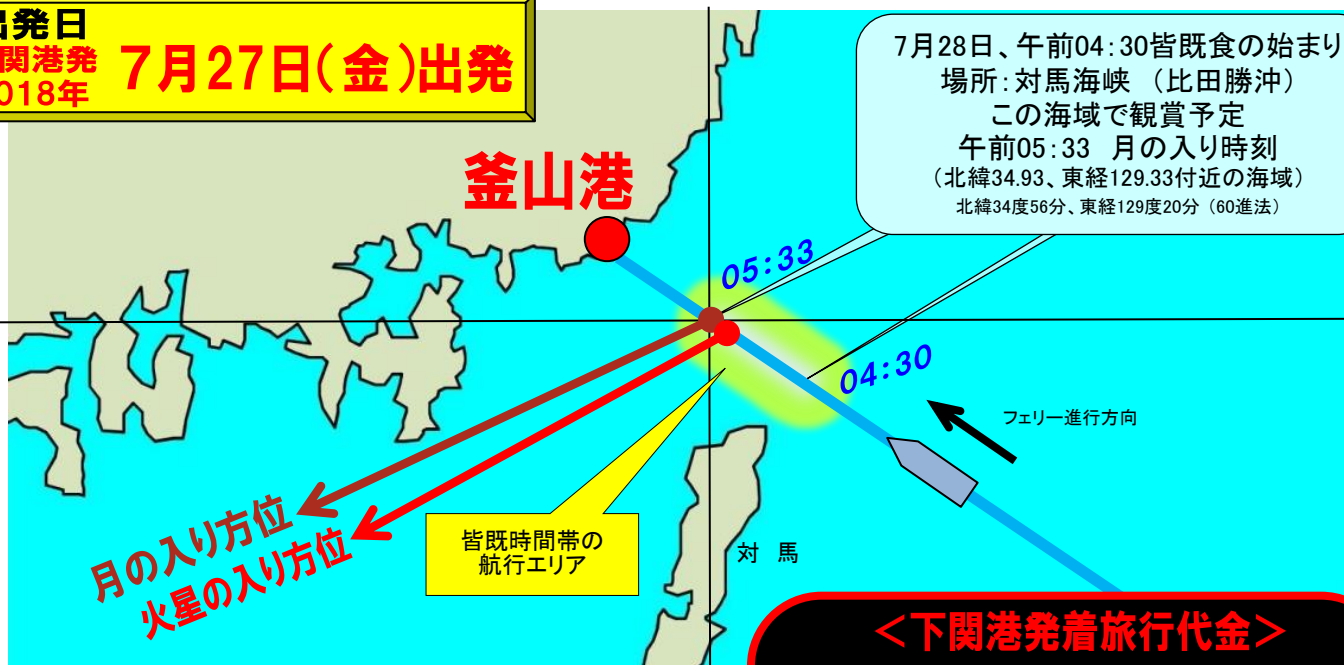 出発日
関港発
018年
7月27日(金)出発
7月28日、午前04:30皆既食の始まり
場所:対馬海峡 (比田勝沖)
この海域で観賞予定
午前05:33 月の入り時刻
(北緯34.93、東経129.33付近の海域)
北緯34度56分、東経129度20分 (60進法)
釜山港
05:33
04:30
フェリー進行方向
月の入り方位
火星の入り方位
皆既時間帯の
航行エリア
対 馬
<下関港発着旅行代金>